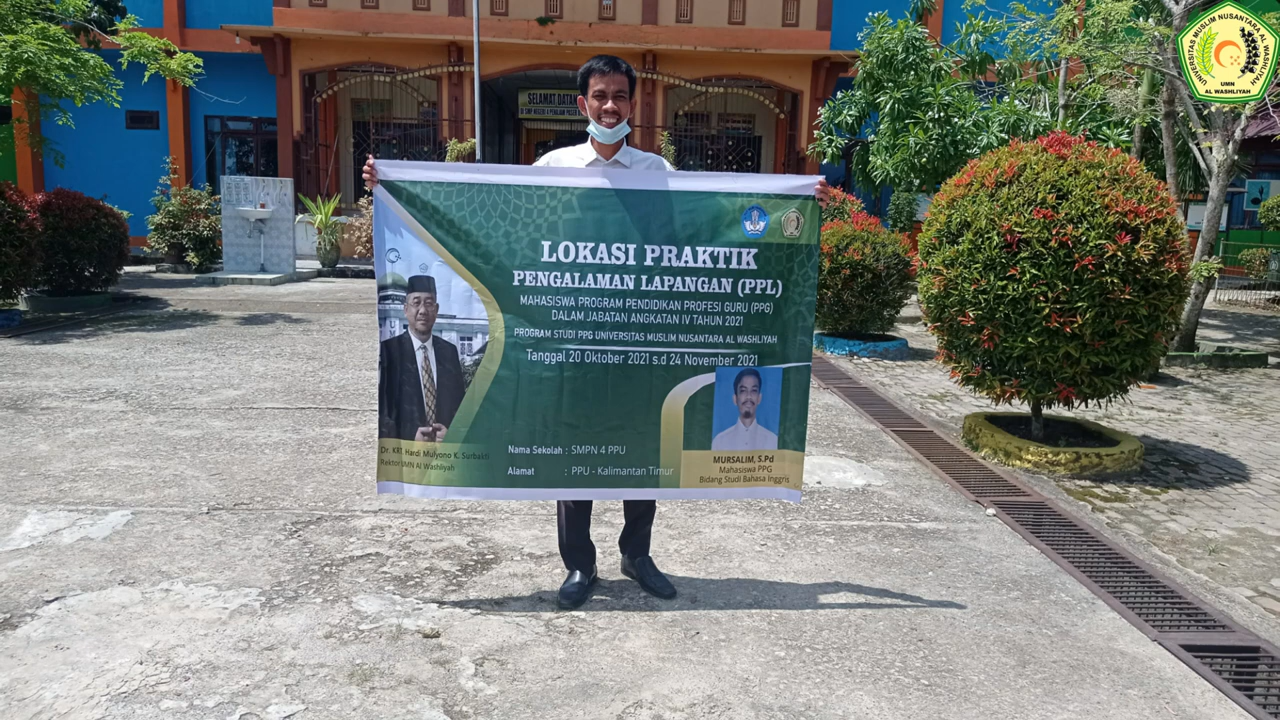 UNIVERSITAS MUSLIM NUSANTARA AL WASHLIYAH
UMN
AL WASHLIYAH
SELAMAT DATANG
LOKASI PRAKTIK
PENGALAMAN LAPANGAN (PPL)
MAHASISWA PROGRAM PENDIDIKAN PROFESI GURU (PPG)
DALAM JABATAN ANGKATAN IV TAHUN 2021
PROGRAM STUDI PPG UNIVERSITAS MUSLIM NUSANTARA AL WASHLIYAH
Tanggal 20 Oktober 2021 s.d 24 November 2021
Dr. KRT. Hardi Mulyono K. Surbakti
Rektor UMN Al Washliyah
Nama Sekolah : SMPN 4 PPU
Alamat : PPU - Kalimantan Timur
MURSALIM, S.Pd
Mahasiswa PPG
Bidang Studi Bahasa Inggris